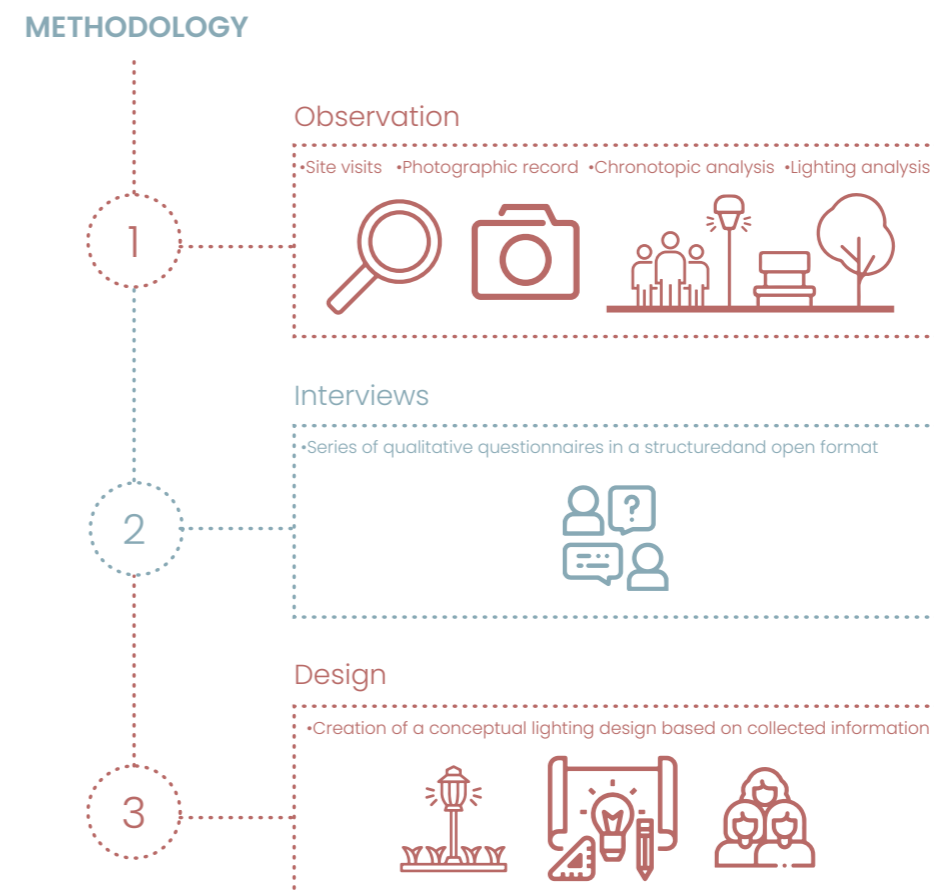 METHODOLOGY
Observation
•Site visits •Photographic record •Chronotopic analysis •Lighting analysis
1
Interviews
•Series of qualitative questionnaires in a structuredand open format
?
2
Design
•Creation of a conceptual lighting design based on collected information
3